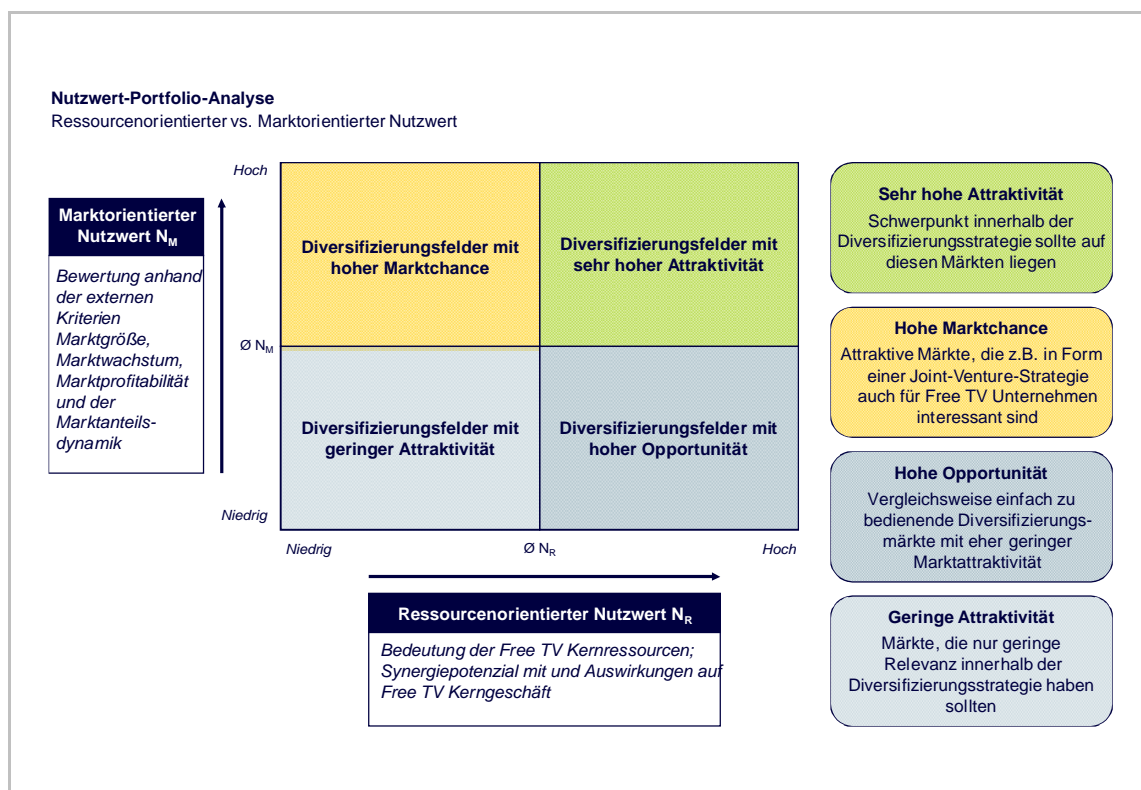 Nutzwert-Portfolio-Analyse
Ressourcenorientierter vs. Marktorientierter Nutzwert
Hoch
Marktorientierter
Nutzwert N_M
Bewertung anhand
der externen
Kriterien
Marktgröße,
Marktwachstum,
Marktprofitabilität
und der
Marktanteils-
dynamik
Ø N_M
Niedrig
Diversifizierungsfelder mit
hoher Marktchance
Diversifizierungsfelder mit
sehr hoher Attraktivität
Diversifizierungsfelder mit
geringer Attraktivität
Diversifizierungsfelder mit
hoher Opportunität
Niedrig
Ø N_R
Hoch
Ressourcenorientierter Nutzwert N_R
Bedeutung der Free TV Kernressourcen;
Synergiepotenzial mit und Auswirkungen auf
Free TV Kerngeschäft
Sehr hohe Attraktivität
Schwerpunkt innerhalb der
Diversifizierungsstrategie sollte auf
diesen Märkten liegen
Hohe Marktchance
Attraktive Märkte, die z.B. in Form
einer Joint-Venture-Strategie
auch für Free TV Unternehmen
interessant sind
Hohe Opportunität
Vergleichsweise einfach zu
bedienende Diversifizierungs-
märkte mit eher geringer
Marktattraktivität
Geringe Attraktivität
Märkte, die nur geringe
Relevanz innerhalb der
Diversifizierungsstrategie haben
sollten